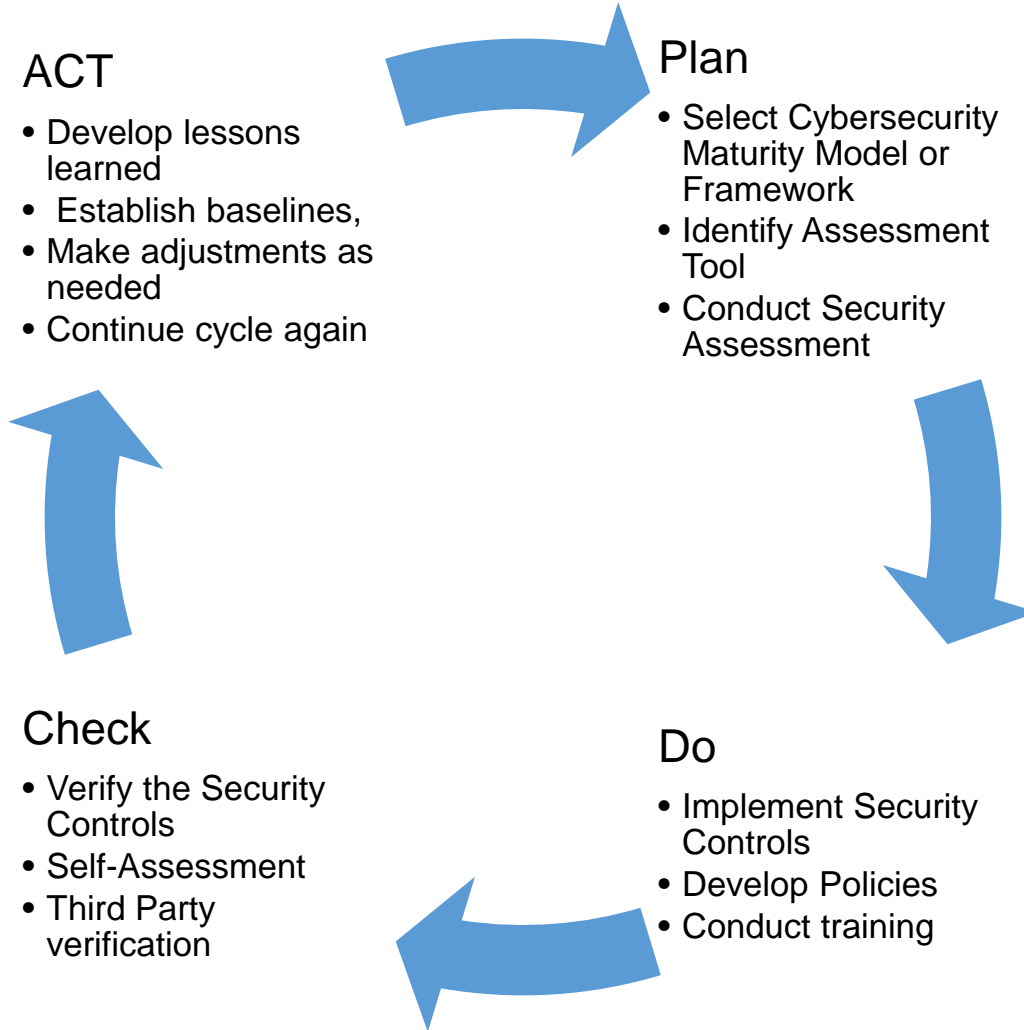 ACT
• Develop lessons
learned
• Establish baselines,
• Make adjustments as
needed
• Continue cycle again
Plan
• Select Cybersecurity
Maturity Model or
Framework
• Identify Assessment
Tool
• Conduct Security
Assessment
Check
• Verify the Security
Controls
• Self-Assessment
• Third Party
verification
Do
• Implement Security
Controls
• Develop Policies
• Conduct training